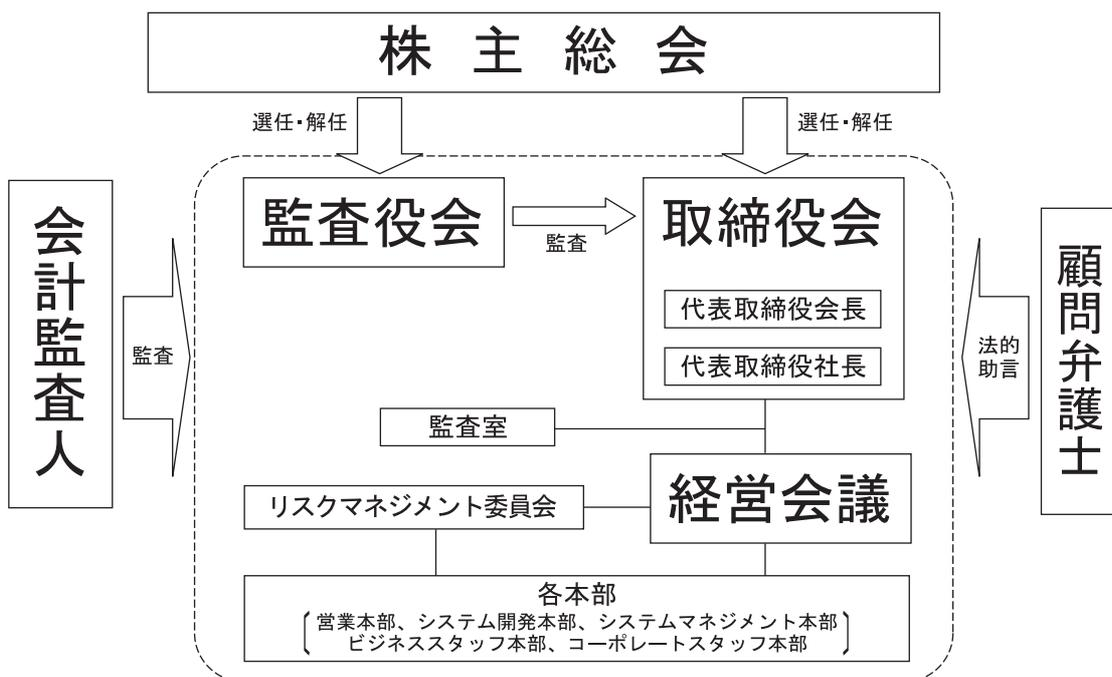 株主総会
選任・解任
選任・解任
会計監査人
監査役会
監査
取締役会
代表取締役会長
代表取締役社長
監査
法的
助言
顧問弁護士
監査室
経営会議
リスクマネジメント委員会
各本部
営業本部、システム開発本部、システムマネジメント本部
ビジネススタッフ本部、コーポレートスタッフ本部